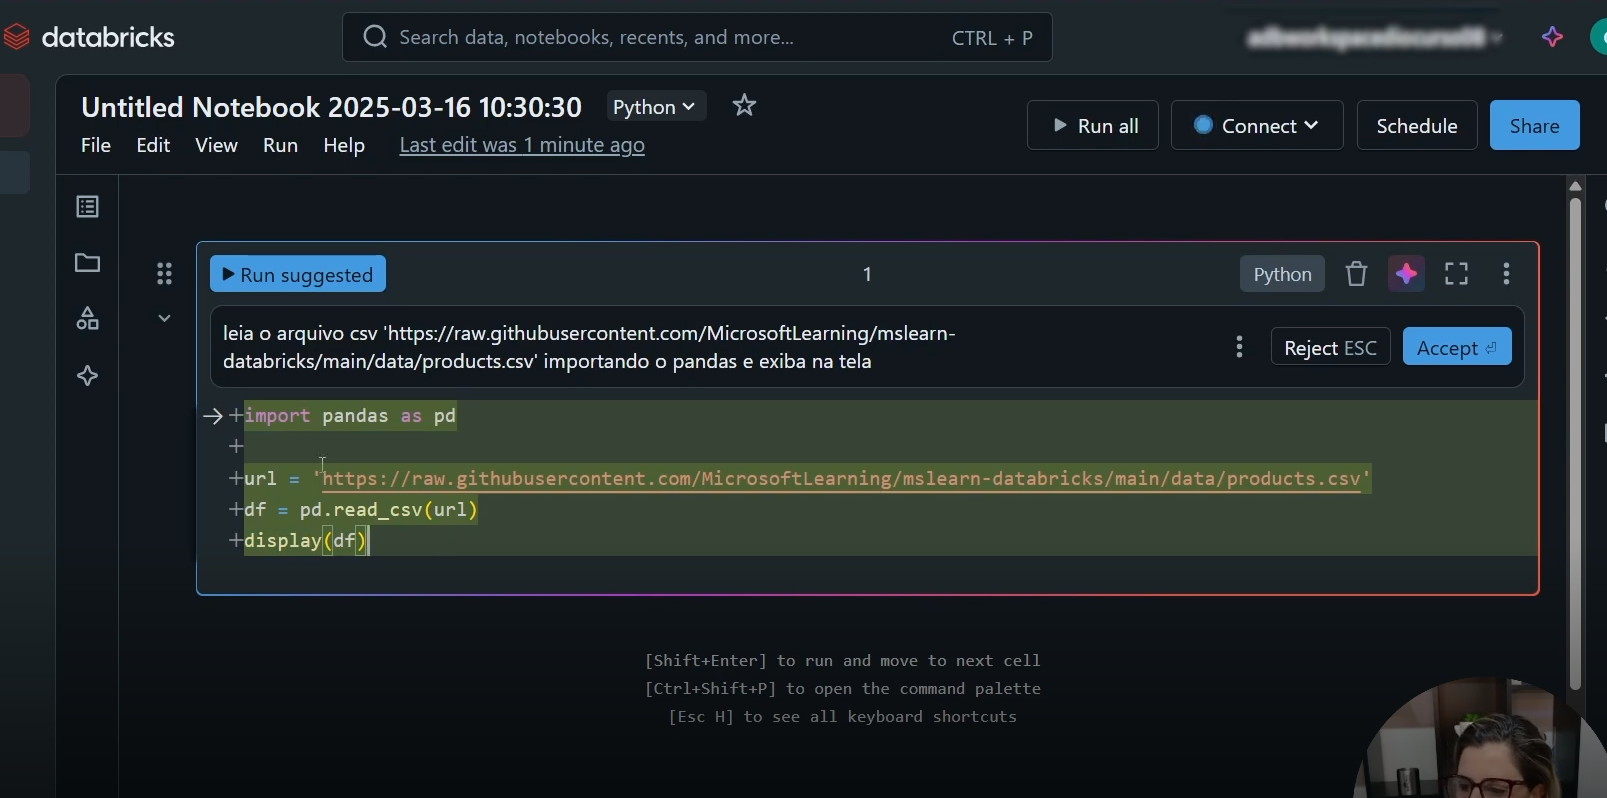 databricks
Search data, notebooks, recents, and more...
CTRL + P
Untitled Notebook 2025-03-16 10:30:30
Python
File
Edit
View
Run
Help
Last edit was 1 minute ago
Run all
Connect
Schedule
Share
Run suggested
1
Python
leia o arquivo csv 'https://raw.githubusercontent.com/MicrosoftLearning/mslearn-
databricks/main/data/products.csv' importando o pandas e exiba na tela
Reject ESC
Accept ⏎
+import pandas as pd
+
+url = 'https://raw.githubusercontent.com/MicrosoftLearning/mslearn-databricks/main/data/products.csv'
+df = pd.read_csv(url)
+display(df)
[Shift+Enter] to run and move to next cell
[Ctrl+Shift+P] to open the command palette
[Esc H] to see all keyboard shortcuts